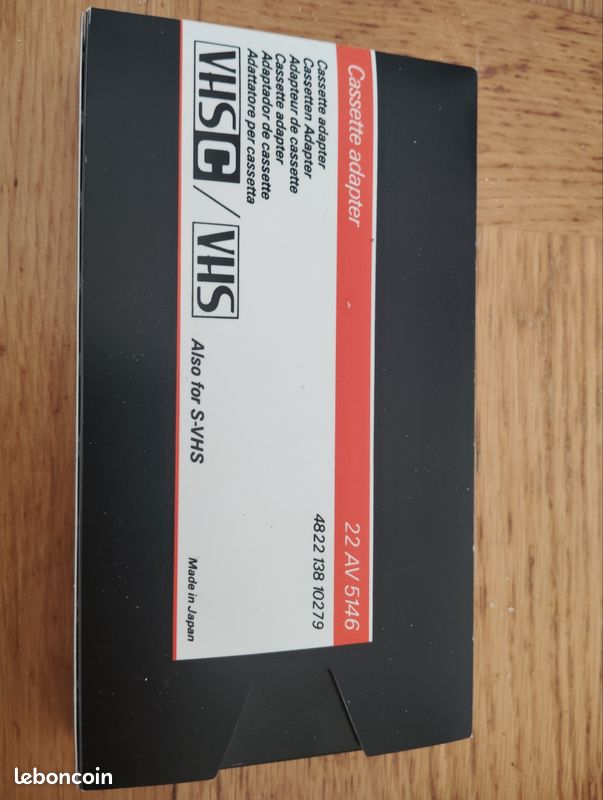 Cassette adapter
22 AV 5146
Cassette adapter
4822 138 10279
Cassetten Adapter
Adapteur de cassette
Cassette adapter
Adaptador de cassette
Adattatore per cassetta
VHS C / VHS
Also for S-VHS
Made in Japan
leboncoin